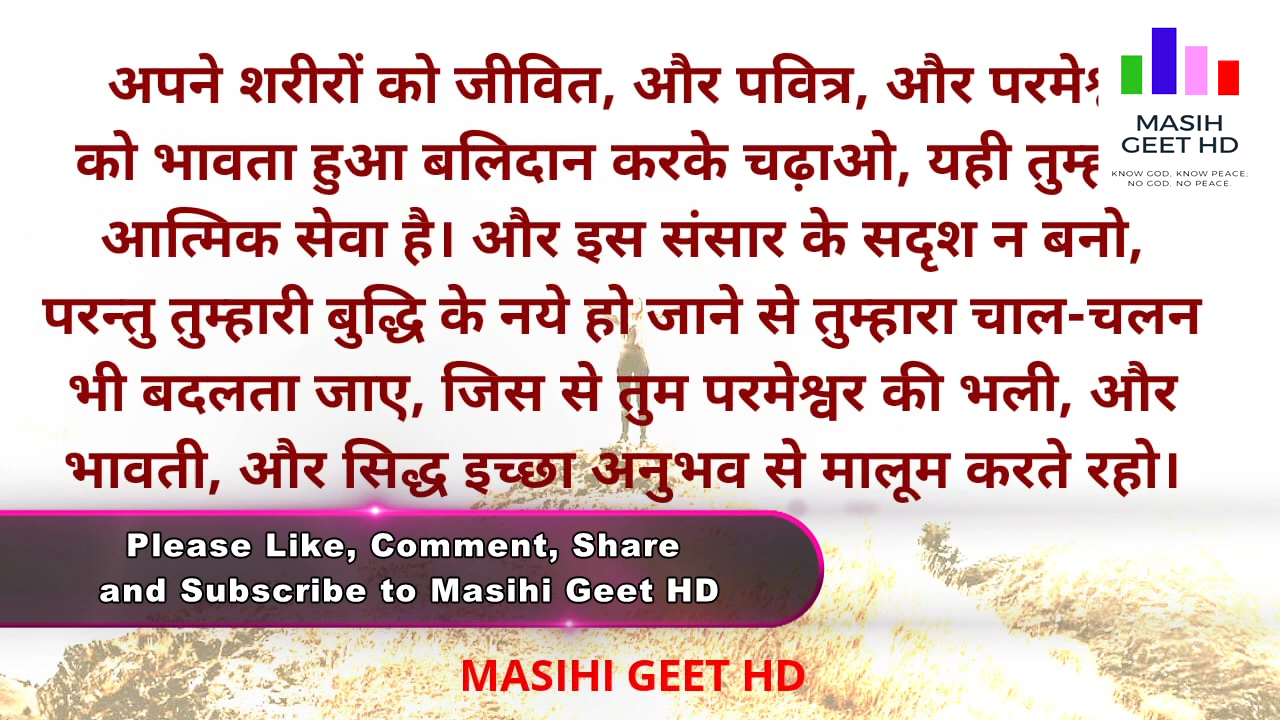 अपने शरीरों को जीवित, और पवित्र, और
को भावता हुआ बलिदान करके चढ़ाओ, यही
आत्मिक सेवा है। और इस संसार के सदृश न बनो,
परन्तु तुम्हारी बुद्धि के नये हो जाने से तुम्हारा चाल-चलन
भी बदलता जाए, जिस से तुम परमेश्वर की भली, और
भावती, और सिद्ध इच्छा अनुभव से मालूम करते रहो।
MASIH
GEET HD
KNOW GOD, KNOW PEACE;
NO GOD, NO PEACE.
Please Like, Comment, Share
and Subscribe to Masihi Geet HD
MASIHI GEET HD